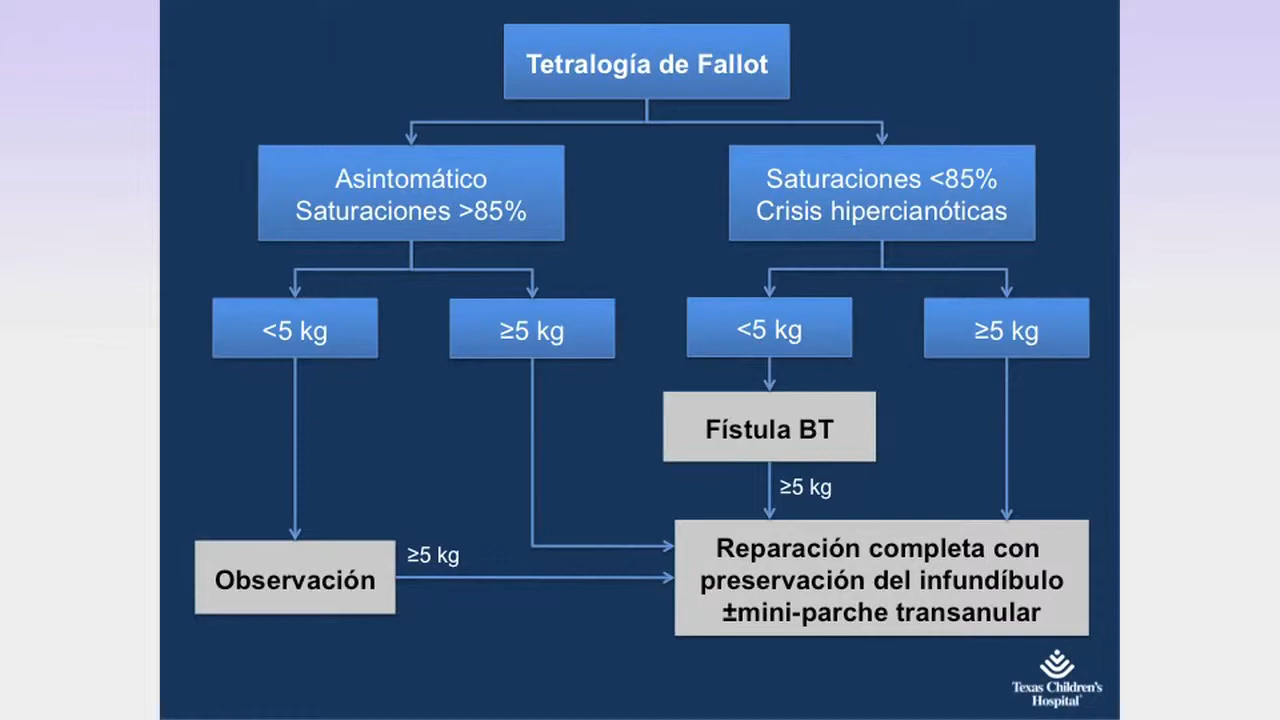 Tetralogía de Fallot
Asintomático
Saturaciones >85%
Saturaciones <85%
Crisis hipercianóticas
<5 kg
≥5 kg
<5 kg
≥5 kg
Fístula BT
≥5 kg
Observación
≥5 kg
Reparación completa con
preservación del infundíbulo
±mini-parche transanular
Texas Children's
Hospital